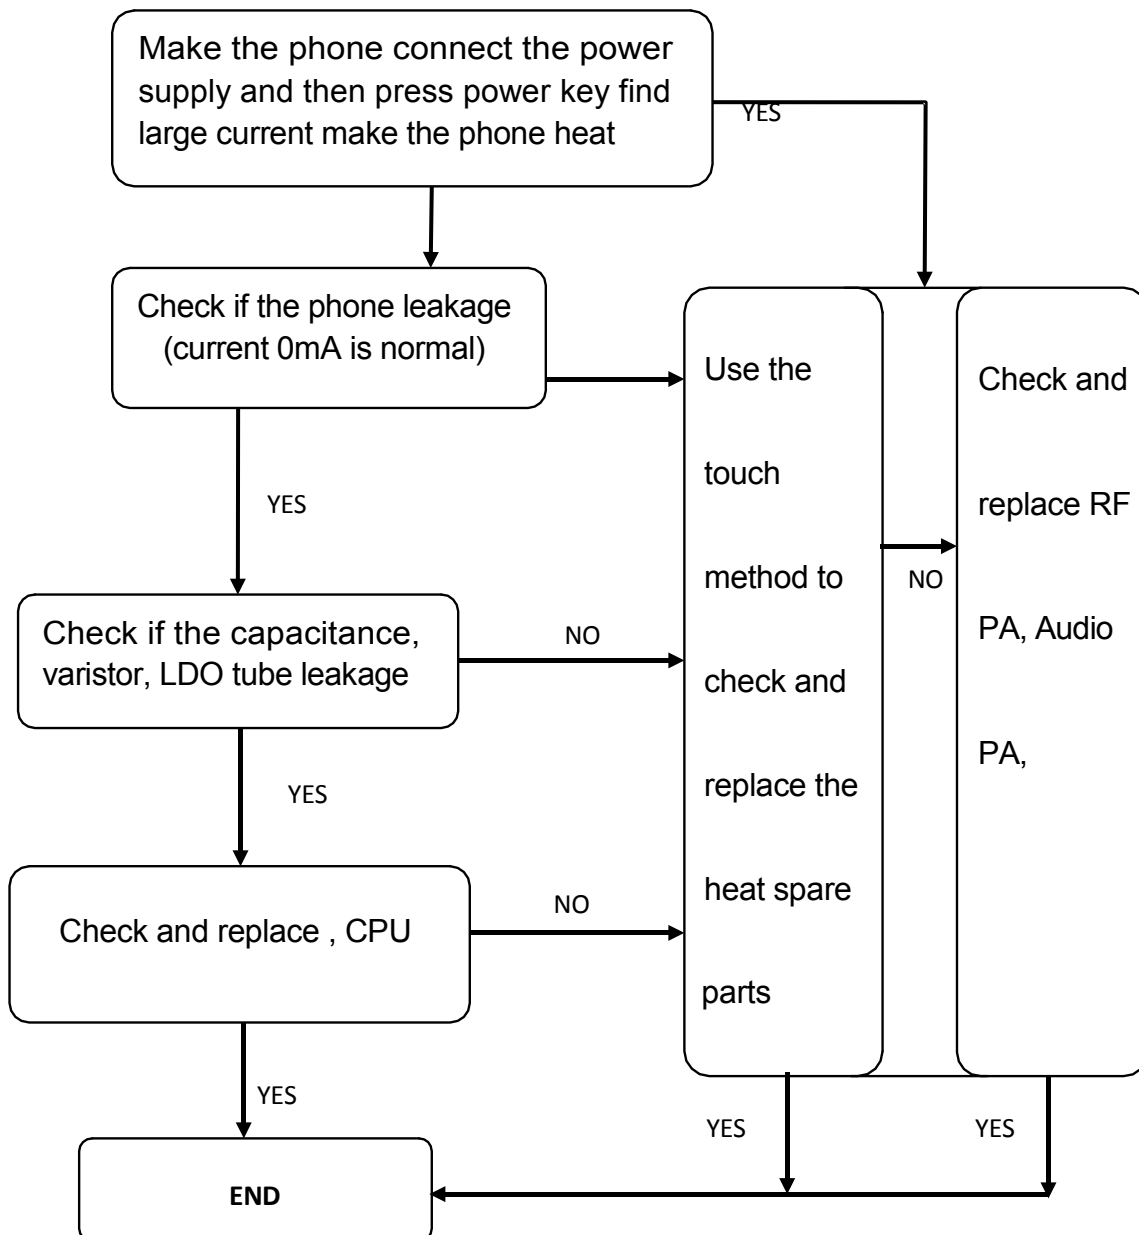 Make the phone connect the power
supply and then press power key find
large current make the phone heat
YES
Check if the phone leakage
(current 0mA is normal)
YES
Check if the capacitance,
varistor, LDO tube leakage
NO
YES
Check and replace , CPU
NO
YES
END
Use the
touch
method to
check and
replace the
heat spare
parts
NO
YES
Check and
replace RF
PA, Audio
PA,
YES